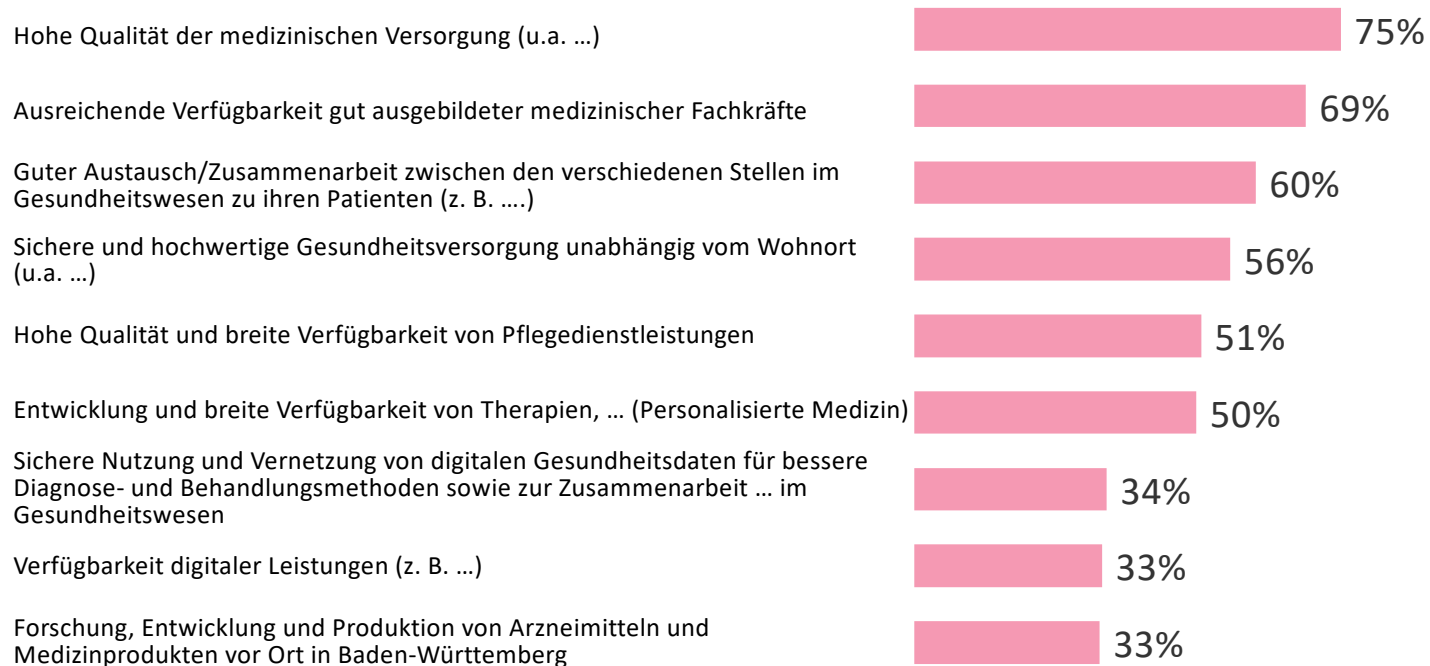 Hohe Qualität der medizinischen Versorgung (u.a. …)
75%
Ausreichende Verfügbarkeit gut ausgebildeter medizinischer Fachkräfte
69%
Guter Austausch/Zusammenarbeit zwischen den verschiedenen Stellen im
Gesundheitswesen zu ihren Patienten (z. B. ….)
60%
Sichere und hochwertige Gesundheitsversorgung unabhängig vom Wohnort
(u.a. …)
56%
Hohe Qualität und breite Verfügbarkeit von Pflegedienstleistungen
51%
Entwicklung und breite Verfügbarkeit von Therapien, … (Personalisierte Medizin)
50%
Sichere Nutzung und Vernetzung von digitalen Gesundheitsdaten für bessere
Diagnose- und Behandlungsmethoden sowie zur Zusammenarbeit … im
Gesundheitswesen
34%
Verfügbarkeit digitaler Leistungen (z. B. …)
33%
Forschung, Entwicklung und Produktion von Arzneimitteln und
Medizinprodukten vor Ort in Baden-Württemberg
33%